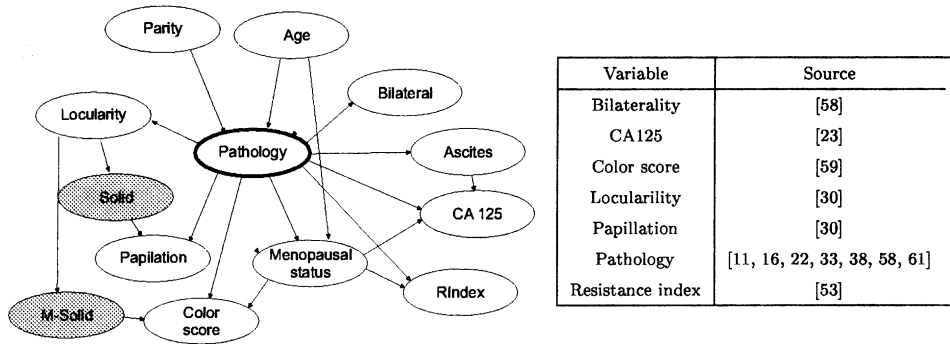 Parity
Age
Bilateral
Locularity
Pathology
Ascites
Solid
CA 125
Papilation
Menopausal
status
RIndex
M-Solid
Color
score
Variable Source
Bilaterality [58]
CA125 [23]
Color score [59]
Locularility [30]
Papillation [30]
Pathology [11, 16, 22, 33, 38, 58, 61]
Resistance index [53]